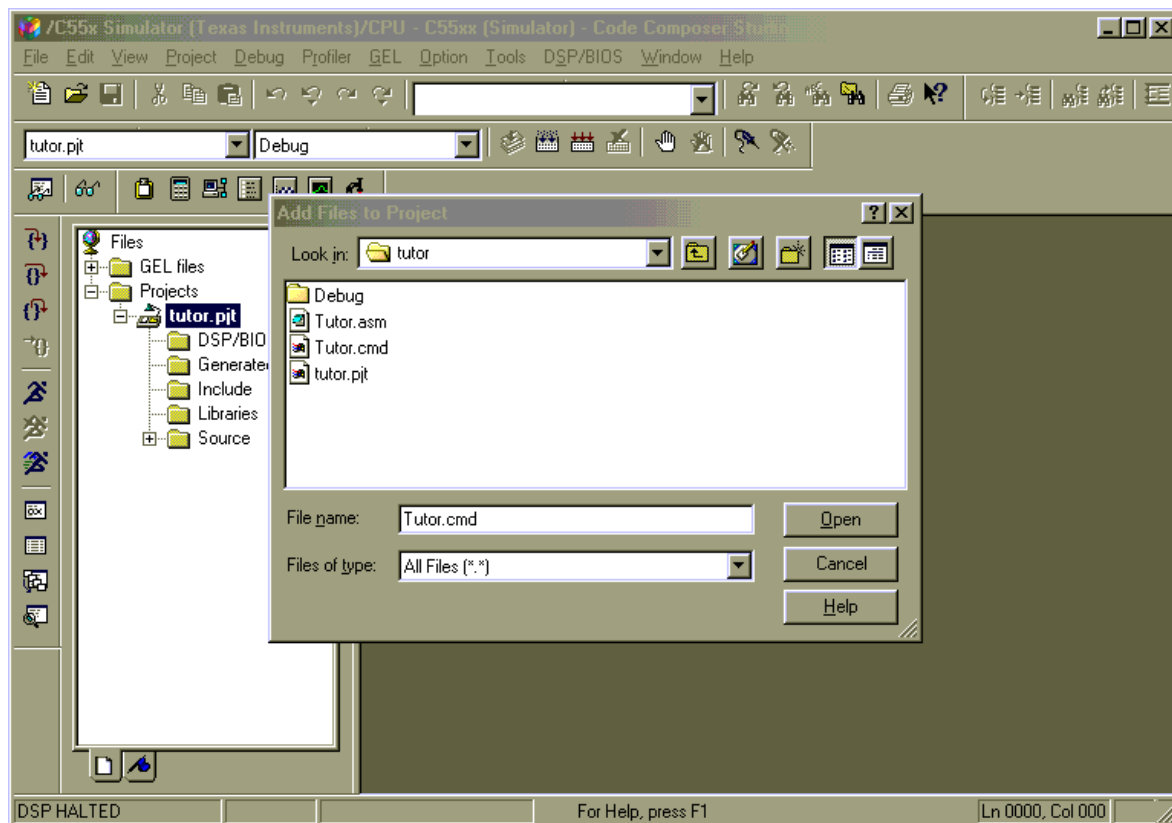 /C55x Simulator (Texas Instruments)/CPU - C55xx (Simulator) - Code Composer
File Edit View Project Debug Profiler GEL Option Tools DSP/BIOS Window Help
tutor.pjt Debug
Add Files to Project
Look in: tutor
Files
GEL files
Projects
tutor.pjt
DSP/BIO
Generate
Include
Libraries
Source
Debug
Tutor.asm
Tutor.cmd
tutor.pjt
File name: Tutor.cmd Open
Files of type: All Files (*.*) Cancel
Help
DSP HALTED For Help, press F1 Ln 0000, Col 000